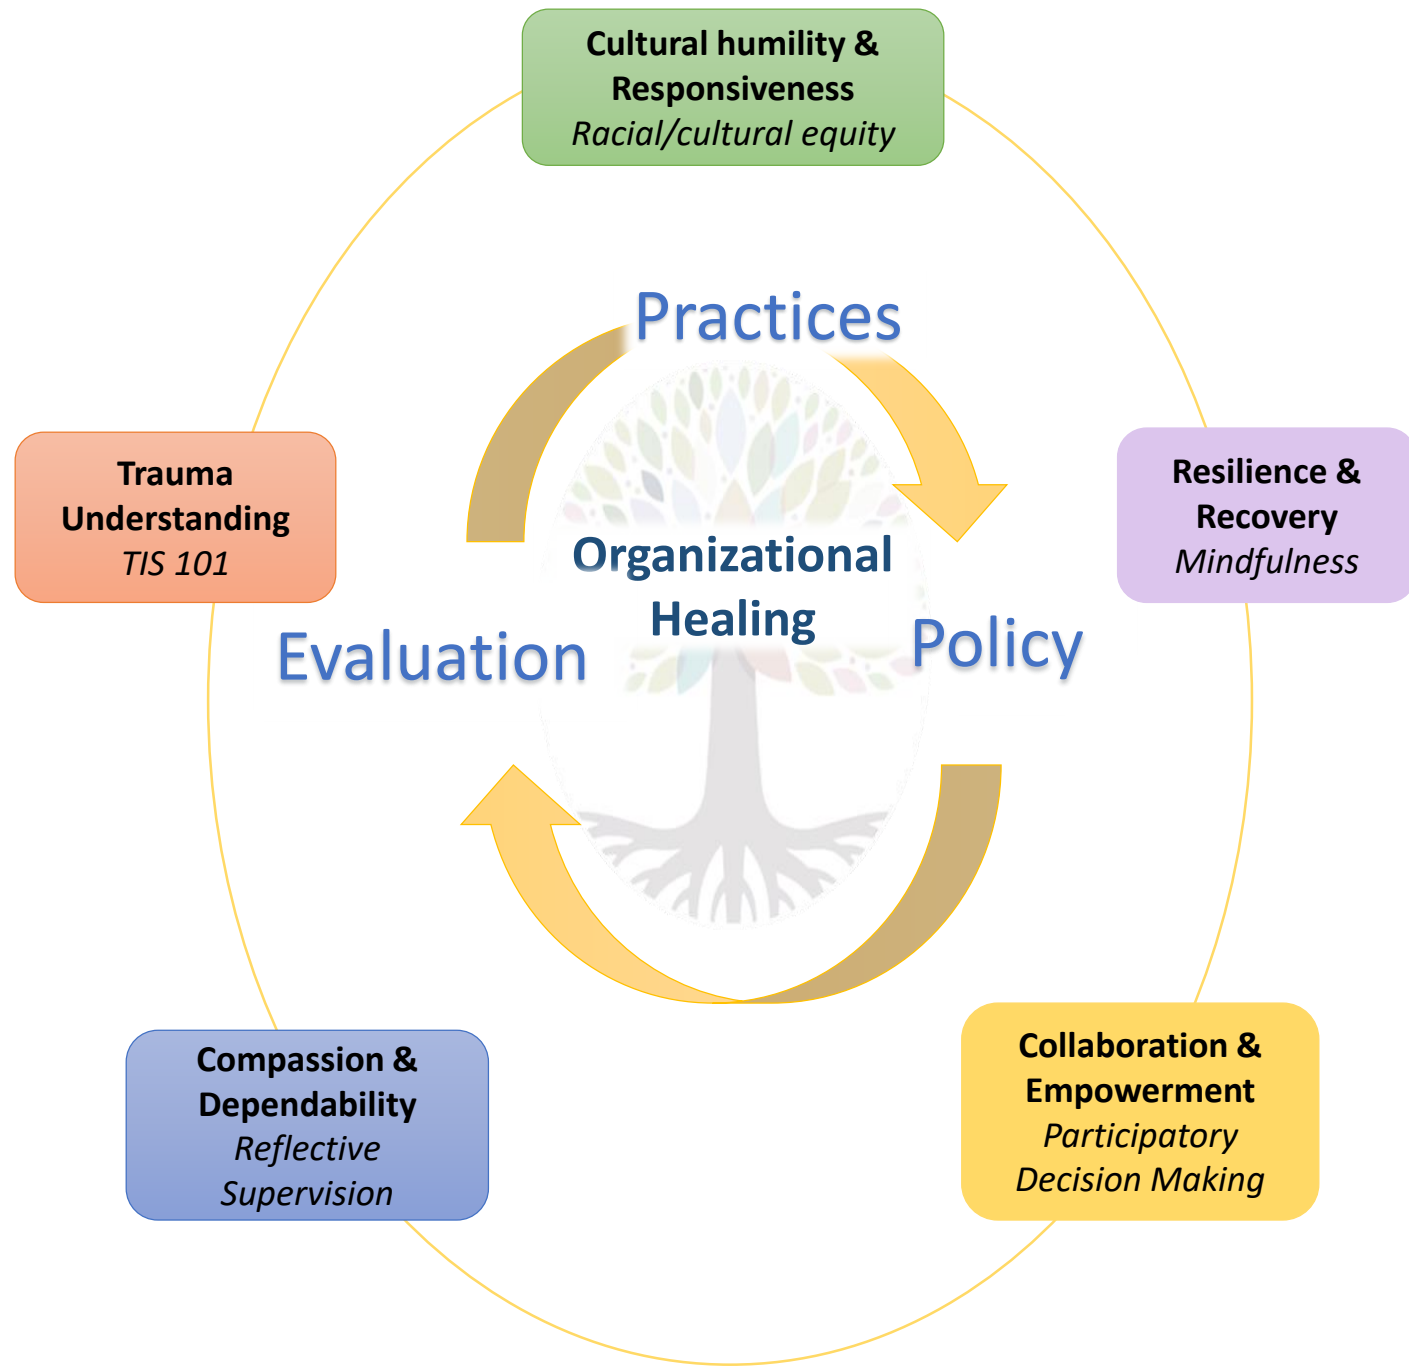 Cultural humility &
Responsiveness
Racial/cultural equity
Practices
Trauma
Understanding
TIS 101
Resilience &
Recovery
Mindfulness
Organizational
Healing
Evaluation
Policy
Compassion &
Dependability
Reflective
Supervision
Collaboration &
Empowerment
Participatory
Decision Making